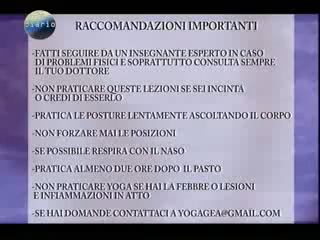 diario
RACCOMANDAZIONI IMPORTANTI
-FATTI SEGUIRE DA UN INSEGNANTE ESPERTO IN CASO
DI PROBLEMI FISICI E SOPRATTUTTO CONSULTA SEMPRE
IL TUO DOTTORE
-NON PRATICARE QUESTE LEZIONI SE SEI INCINTA
O CREDI DI ESSERLO
-PRATICA LE POSTURE LENTAMENTE ASCOLTANDO IL CORPO
-NON FORZARE MAI LE POSIZIONI
-SE POSSIBILE RESPIRA CON IL NASO
-PRATICA ALMENO DUE ORE DOPO IL PASTO
-NON PRATICARE YOGA SE HAI LA FEBBRE O LESIONI
E INFIAMMAZIONI IN ATTO
-SE HAI DOMANDE CONTATTACI A YOGAGEA@GMAIL.COM